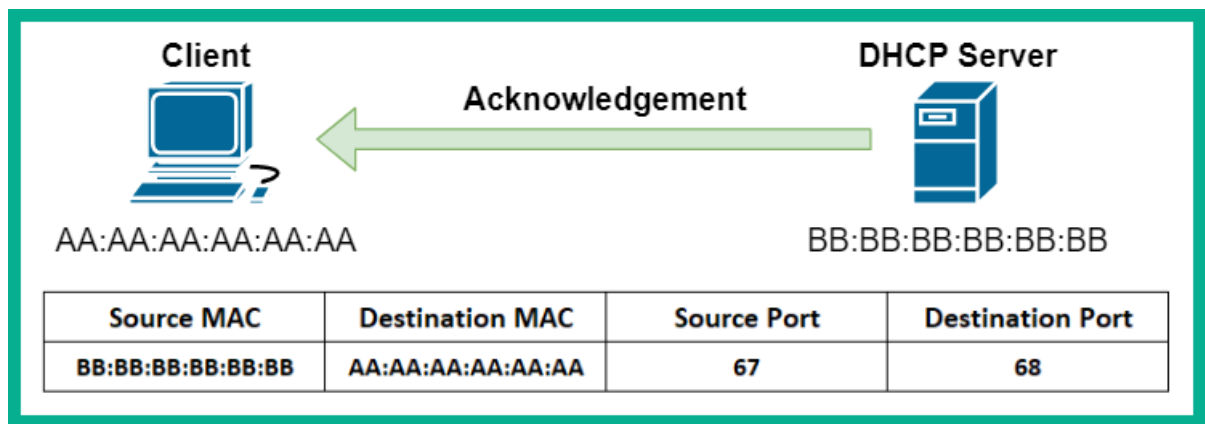 Client
DHCP Server
Acknowledgement
AA:AA:AA:AA:AA:AA
BB:BB:BB:BB:BB:BB
Source MAC Destination MAC Source Port Destination Port
BB:BB:BB:BB:BB:BB AA:AA:AA:AA:AA:AA 67 68